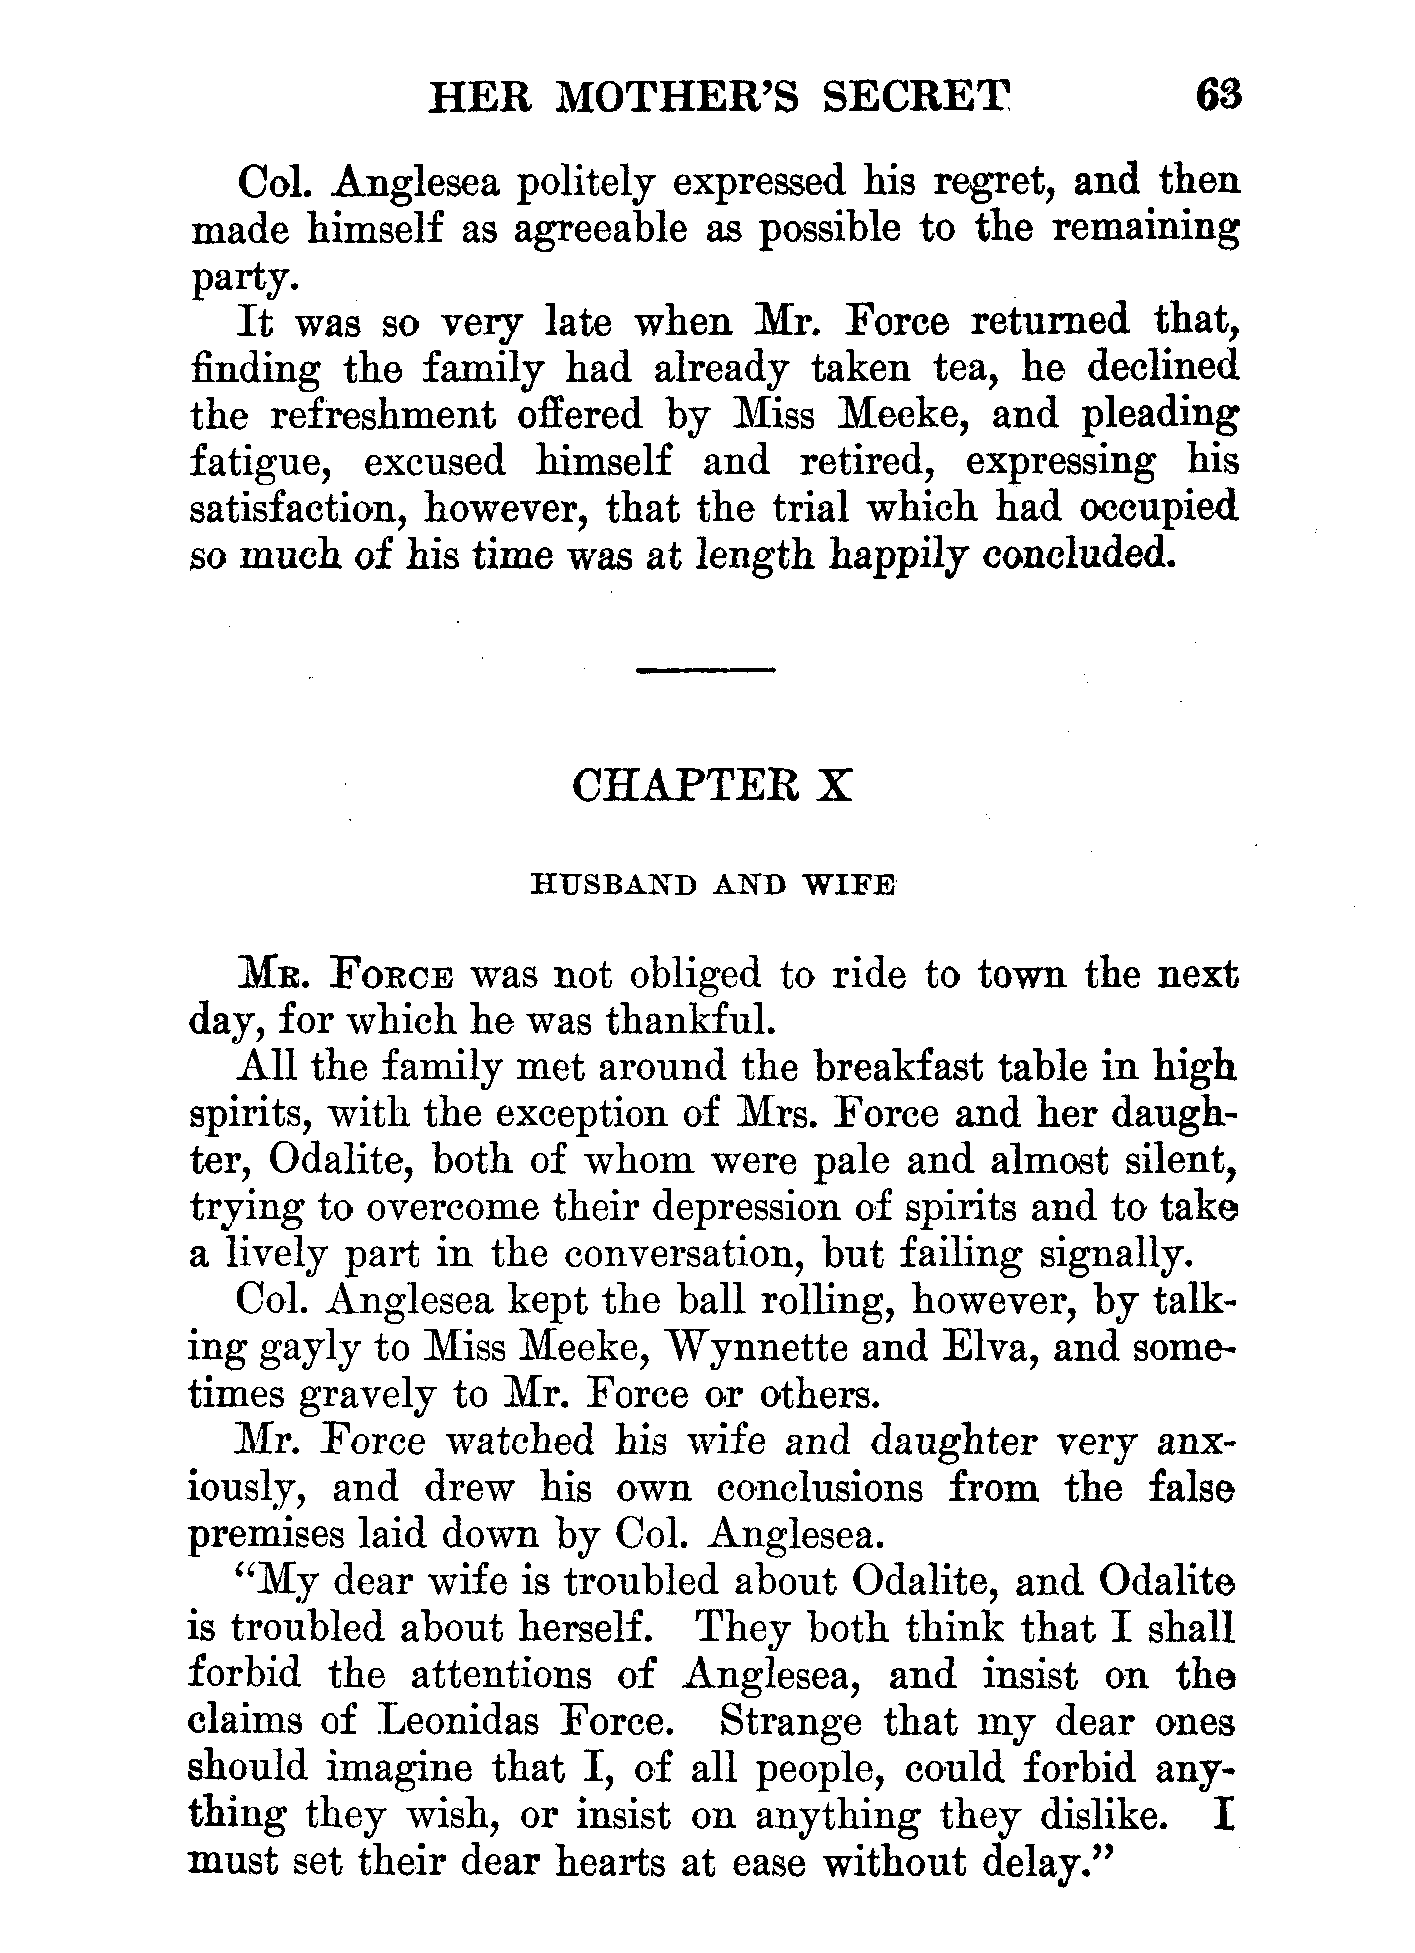 HER MOTHER'S SECRET 63
Col. Anglesea politely expressed his regret, and then
made himself as agreeable as possible to the remaining
party.
It was so very late when Mr. Force returned that,
finding the family had already taken tea, he declined
the refreshment offered by Miss Meeke, and pleading
fatigue, excused himself and retired, expressing his
satisfaction, however, that the trial which had occupied
so much of his time was at length happily concluded.
CHAPTER X
HUSBAND AND WIFE
MR. FORCE was not obliged to ride to town the next
day, for which he was thankful.
All the family met around the breakfast table in high
spirits, with the exception of Mrs. Force and her daugh-
ter, Odalite, both of whom were pale and almost silent,
trying to overcome their depression of spirits and to take
a lively part in the conversation, but failing signally.
Col. Anglesea kept the ball rolling, however, by talk-
ing gayly to Miss Meeke, Wynnette and Elva, and some-
times gravely to Mr. Force or others.
Mr. Force watched his wife and daughter very anx-
iously, and drew his own conclusions from the false
premises laid down by Col. Anglesea.
"My dear wife is troubled about Odalite, and Odalite
is troubled about herself. They both think that I shall
forbid the attentions of Anglesea, and insist on the
claims of Leonidas Force. Strange that my dear ones
should imagine that I, of all people, could forbid any-
thing they wish, or insist on anything they dislike. I
must set their dear hearts at ease without delay."